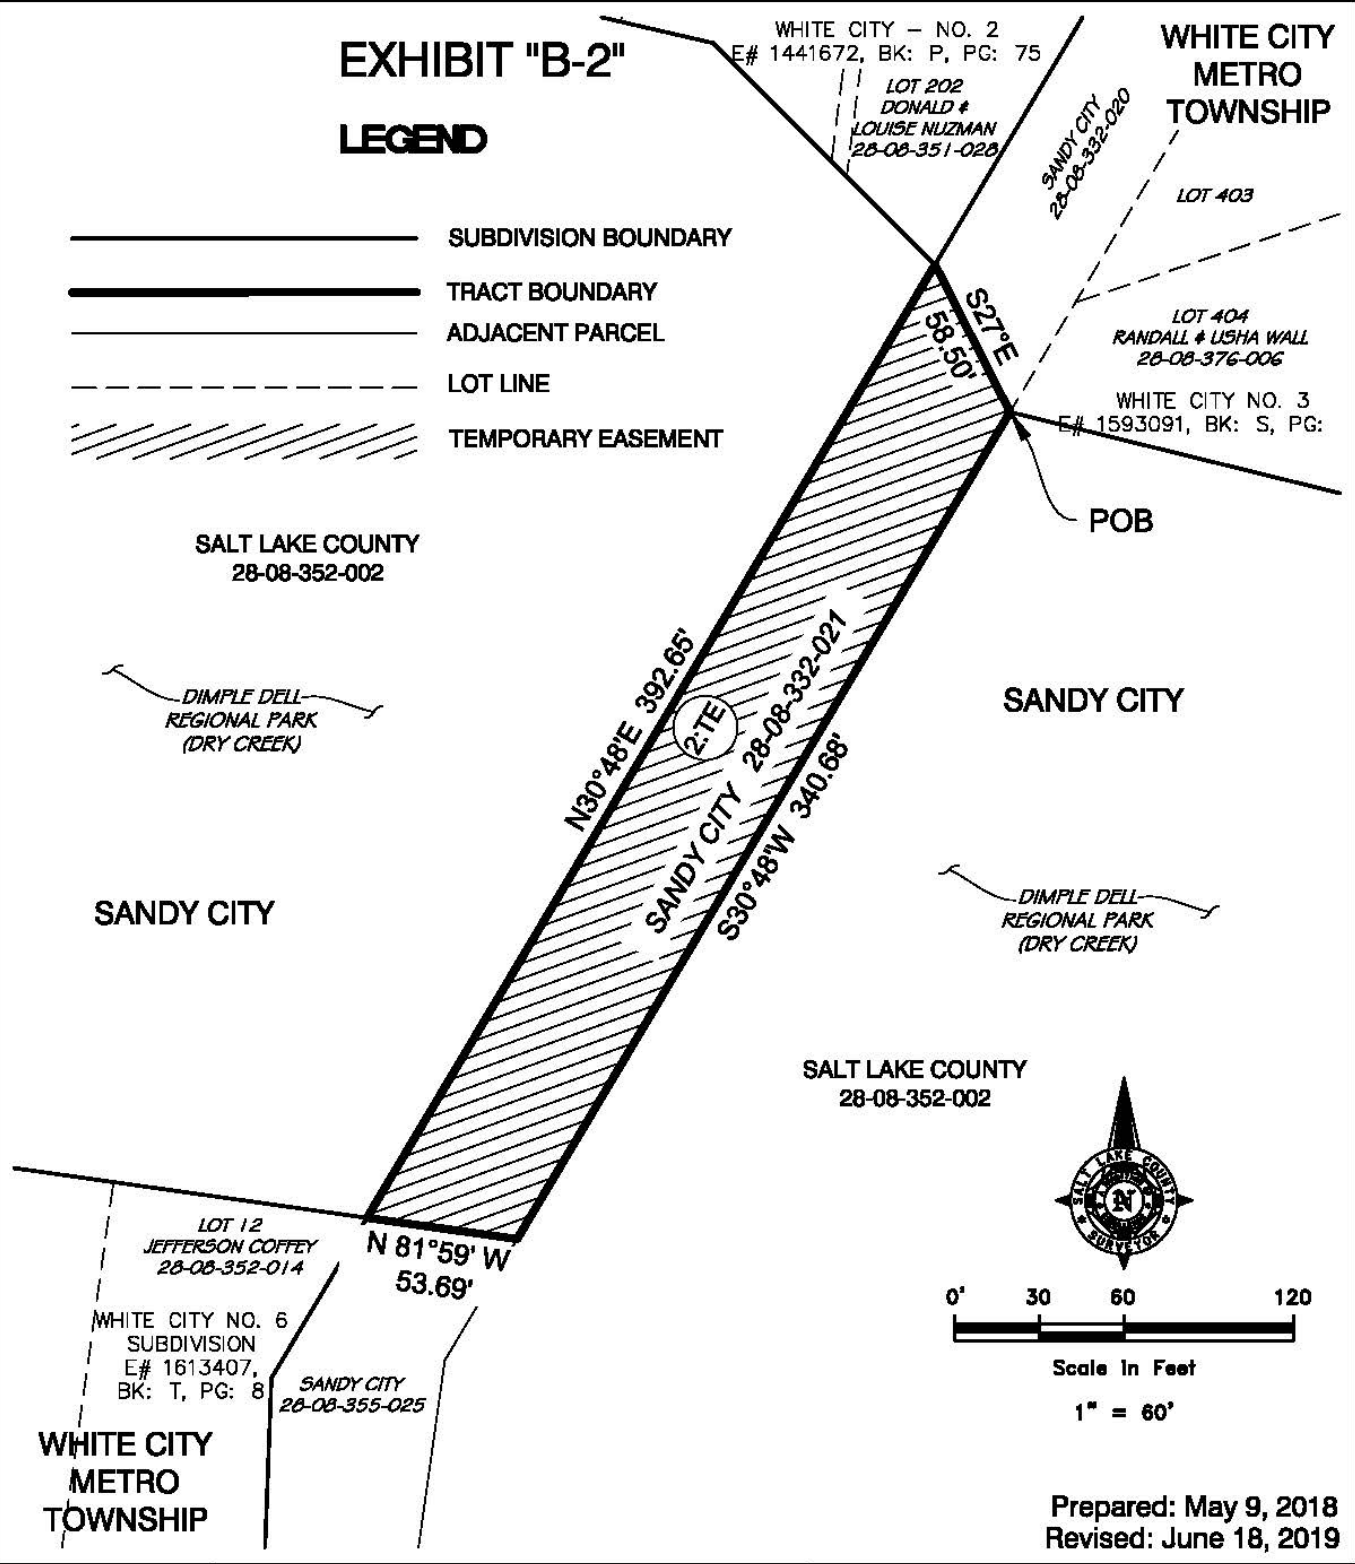 EXHIBIT "B-2"
LEGEND
SUBDIVISION BOUNDARY
TRACT BOUNDARY
ADJACENT PARCEL
LOT LINE
TEMPORARY EASEMENT
WHITE CITY – NO. 2
E# 1441672, BK: P, PG: 75
LOT 202
DONALD &
LOUISE NUZMAN
28-08-351-028
WHITE CITY
METRO
TOWNSHIP
SANDY CITY
28-08-332-020
LOT 403
LOT 404
RANDALL & USHA WALL
28-08-376-006
WHITE CITY NO. 3
E# 1593091, BK: S, PG:
S27°E
58.50'
POB
SALT LAKE COUNTY
28-08-352-002
DIMPLE DELL
REGIONAL PARK
(DRY CREEK)
SANDY CITY
N30°48'E 392.65'
2:TE
SANDY CITY 28-08-332-021
S30°48'W 340.68'
SANDY CITY
DIMPLE DELL
REGIONAL PARK
(DRY CREEK)
SALT LAKE COUNTY
28-08-352-002
N 81°59' W
53.69'
LOT 12
JEFFERSON COFFEY
28-08-352-014
WHITE CITY NO. 6
SUBDIVISION
E# 1613407,
BK: T, PG: 8
SANDY CITY
28-08-355-025
WHITE CITY
METRO
TOWNSHIP
SALT LAKE COUNTY
N
SURVEYOR
0' 30 60 120
Scale in Feet
1" = 60'
Prepared: May 9, 2018
Revised: June 18, 2019